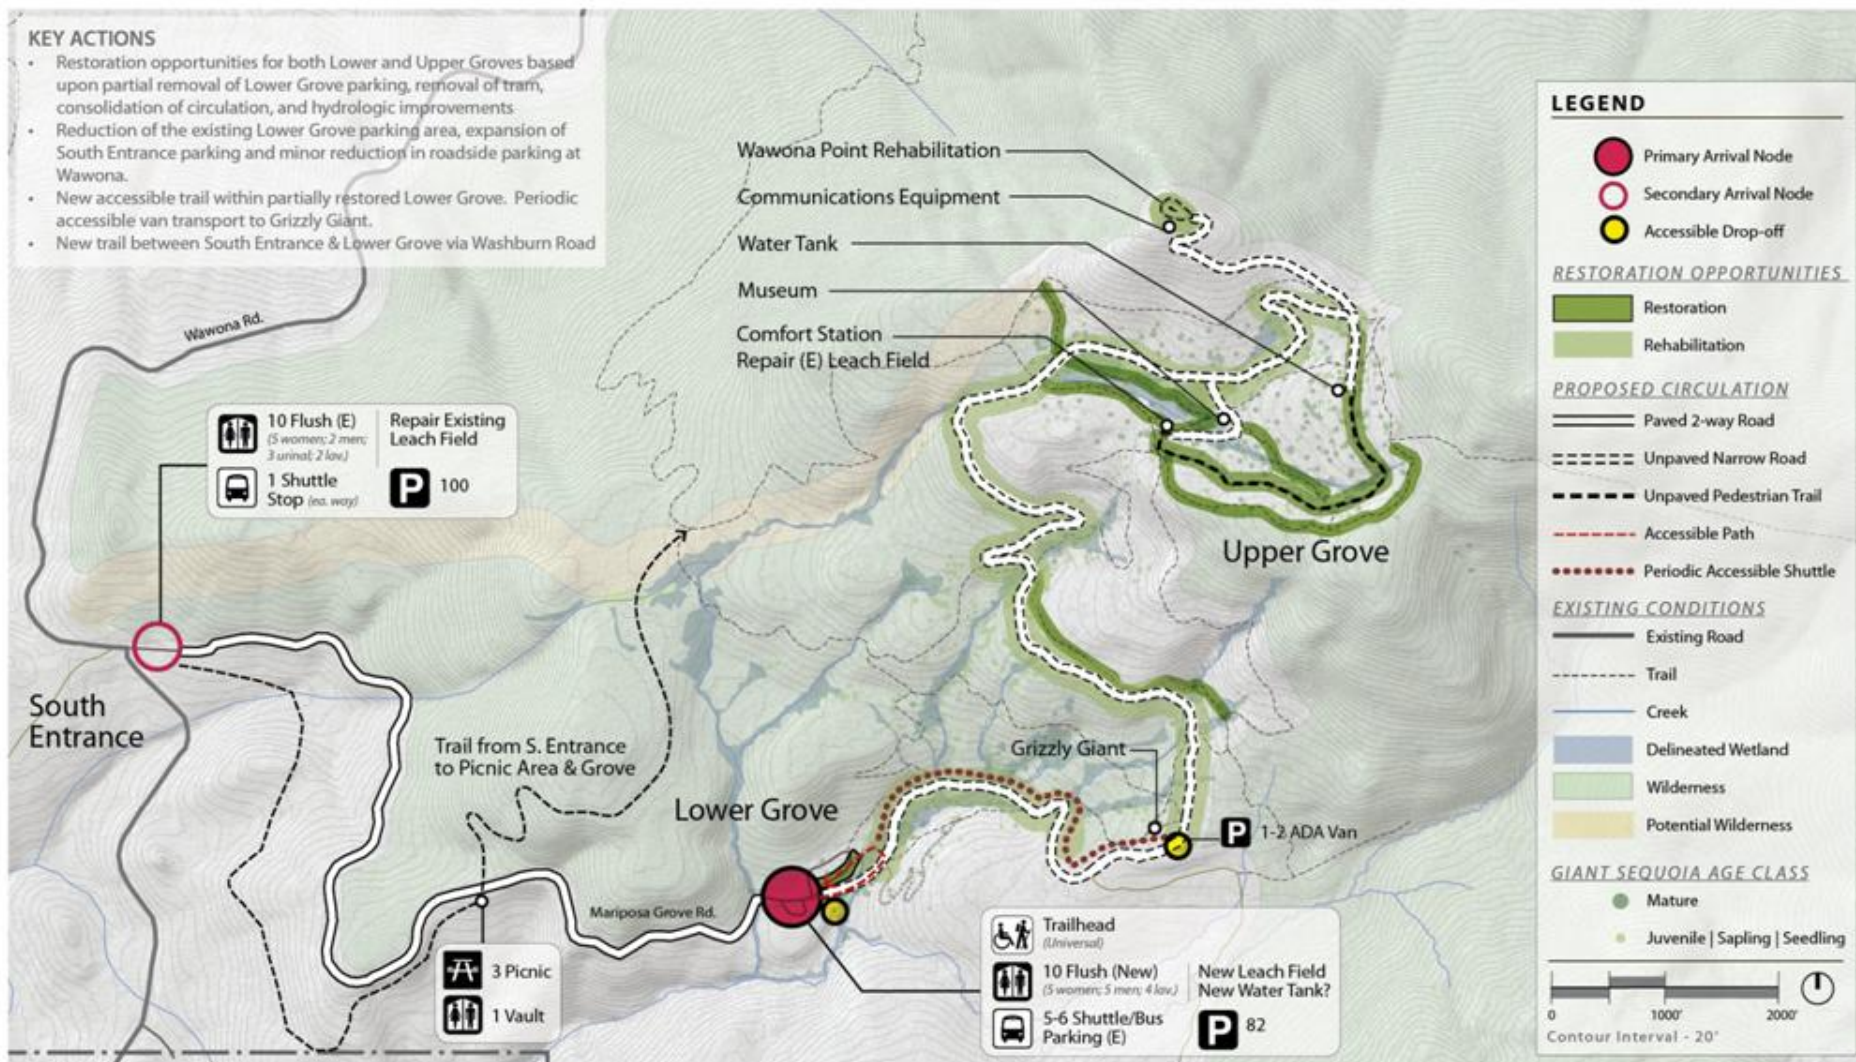 KEY ACTIONS
• Restoration opportunities for both Lower and Upper Groves based
upon partial removal of Lower Grove parking, removal of tram,
consolidation of circulation, and hydrologic improvements
• Reduction of the existing Lower Grove parking area, expansion of
South Entrance parking and minor reduction in roadside parking at
Wawona.
• New accessible trail within partially restored Lower Grove. Periodic
accessible van transport to Grizzly Giant.
• New trail between South Entrance & Lower Grove via Washburn Road
Wawona Point Rehabilitation
Communications Equipment
Water Tank
Museum
Comfort Station
Repair (E) Leach Field
Wawona Rd.
10 Flush (E)
(5 women; 2 men;
3 urinal; 2 lav.)
Repair Existing
Leach Field
1 Shuttle
Stop (ea. way)
P 100
Upper Grove
South
Entrance
Trail from S. Entrance
to Picnic Area & Grove
Grizzly Giant
Lower Grove
P 1-2 ADA Van
Mariposa Grove Rd.
3 Picnic
1 Vault
Trailhead
(Universal)
10 Flush (New)
(5 women; 5 men; 4 lav.)
New Leach Field
New Water Tank?
5-6 Shuttle/Bus
Parking (E)
P 82
LEGEND
Primary Arrival Node
Secondary Arrival Node
Accessible Drop-off
RESTORATION OPPORTUNITIES
Restoration
Rehabilitation
PROPOSED CIRCULATION
Paved 2-way Road
Unpaved Narrow Road
Unpaved Pedestrian Trail
Accessible Path
Periodic Accessible Shuttle
EXISTING CONDITIONS
Existing Road
Trail
Creek
Delineated Wetland
Wilderness
Potential Wilderness
GIANT SEQUOIA AGE CLASS
Mature
Juvenile | Sapling | Seedling
0 1000' 2000'
Contour Interval - 20'